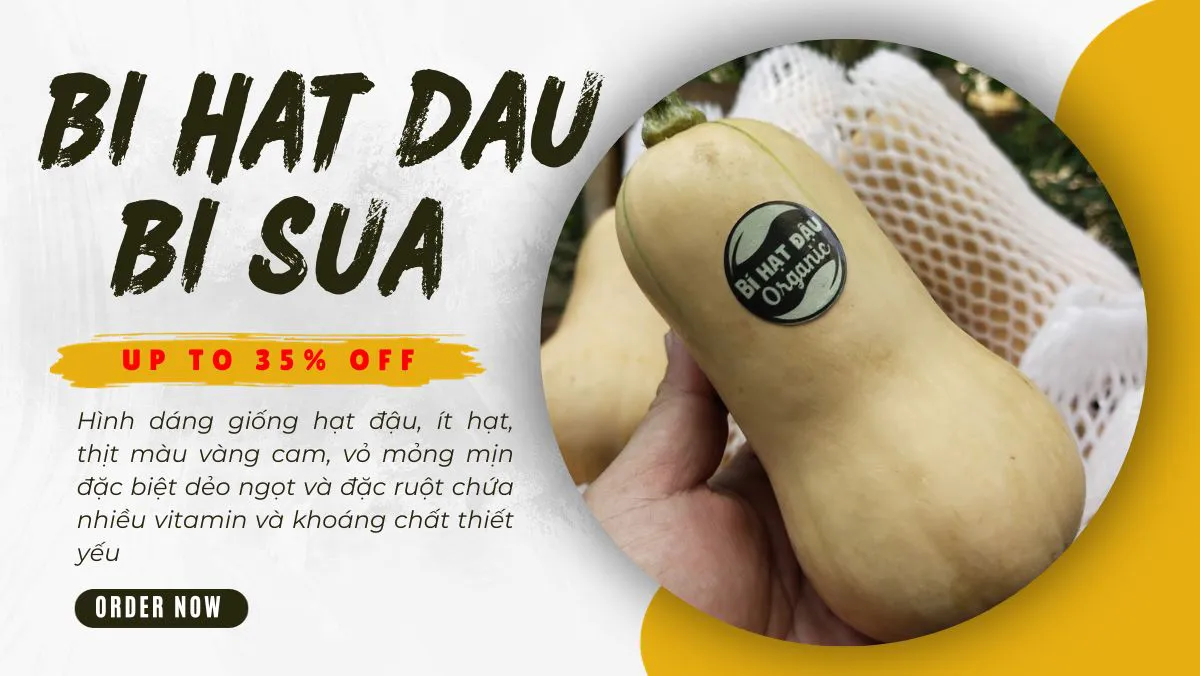 BI HAT DAU
BI SUA
UP TO 35% OFF
Hình dáng giống hạt đậu, ít hạt,
thịt màu vàng cam, vỏ mỏng mịn
đặc biệt dẻo ngọt và đặc ruột chứa
nhiều vitamin và khoáng chất thiết
yếu
ORDER NOW
Bí HẠT ĐẬU
Organic